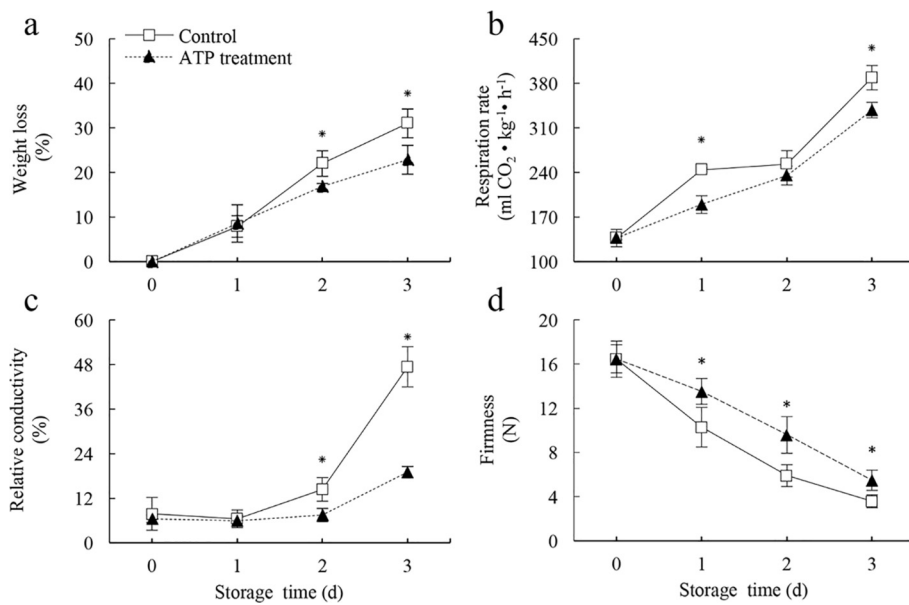 a
Control
ATP treatment
Weight loss
(%)
50
40
30
20
10
0
0 1 2 3
* *
b
Respiration rate
(ml CO₂ • kg⁻¹• h⁻¹)
450
380
310
240
170
100
0 1 2 3
* *
c
Relative conductivity
(%)
60
48
36
24
12
0
0 1 2 3
* *
Storage time (d)
d
Firmness
(N)
20
16
12
8
4
0
0 1 2 3
* * *
Storage time (d)